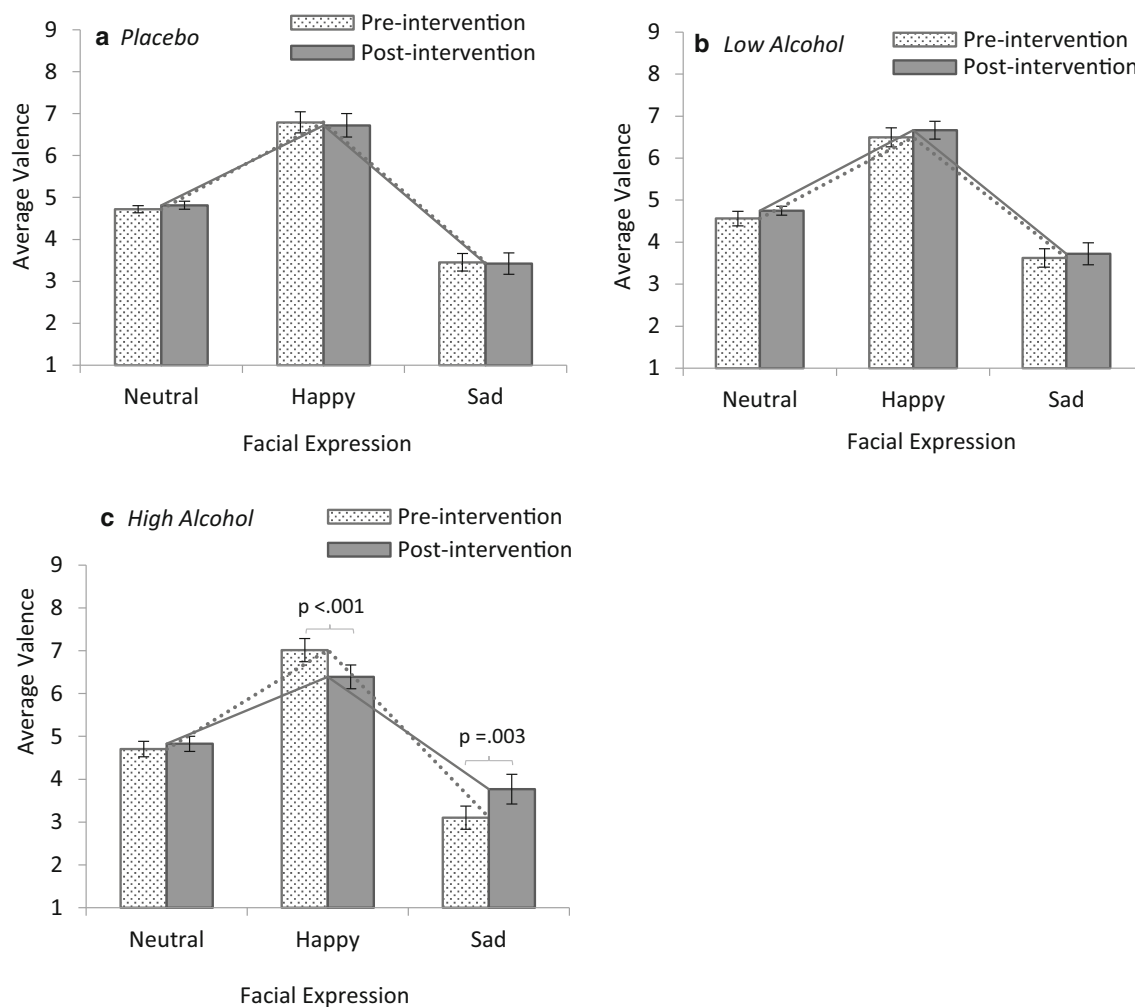 a Placebo
Pre-intervention
Post-intervention
Average Valence
9
8
7
6
5
4
3
2
1
Neutral Happy Sad
Facial Expression
b Low Alcohol
Pre-intervention
Post-intervention
Average Valence
9
8
7
6
5
4
3
2
1
Neutral Happy Sad
Facial Expression
c High Alcohol
Pre-intervention
Post-intervention
Average Valence
9
8
7
6
5
4
3
2
1
p <.001
p =.003
Neutral Happy Sad
Facial Expression